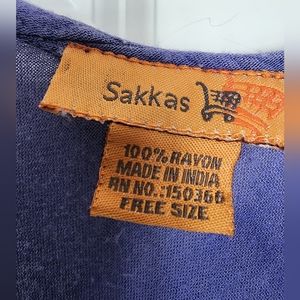 Sakkas
100% RAYON
MADE IN INDIA
RN NO.:150366
FREE SIZE